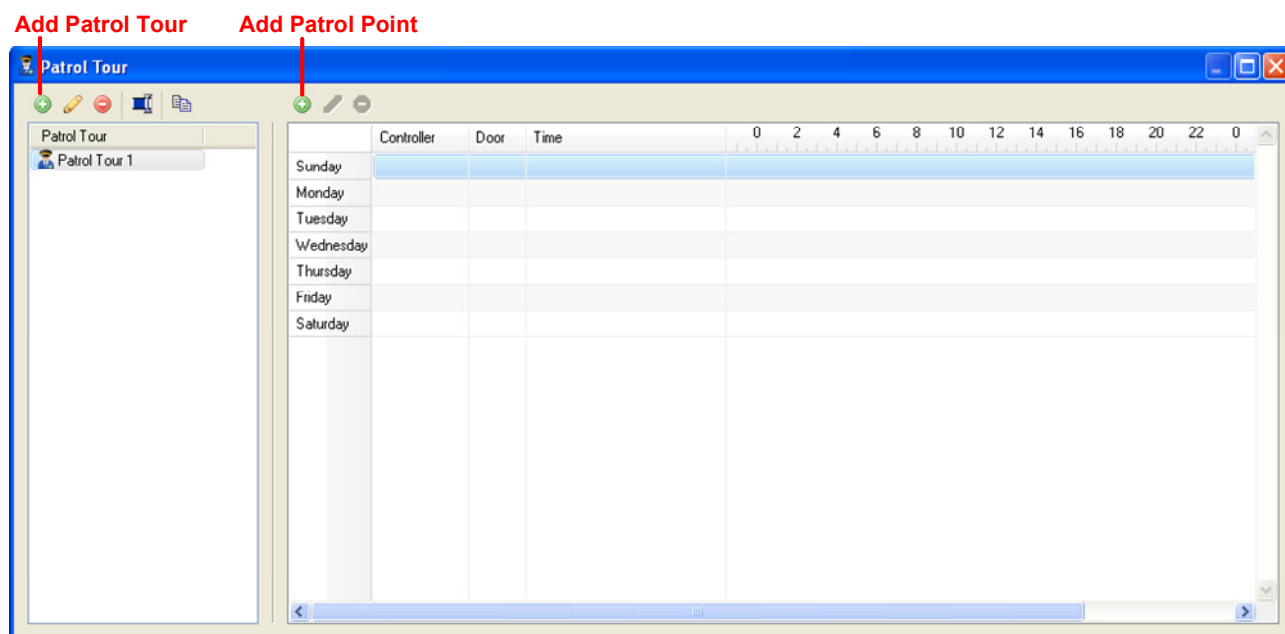 Add Patrol Tour Add Patrol Point
Patrol Tour
Patrol Tour
Controller Door Time 0 2 4 6 8 10 12 14 16 18 20 22 0
Patrol Tour 1
Sunday
Monday
Tuesday
Wednesday
Thursday
Friday
Saturday